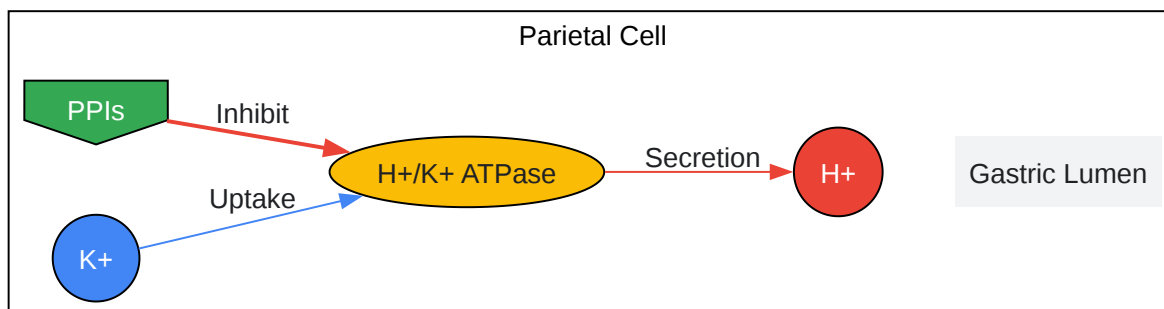 Parietal Cell
PPIs
Inhibit
H+/K+ ATPase
Secretion
H+
Gastric Lumen
Uptake
K+